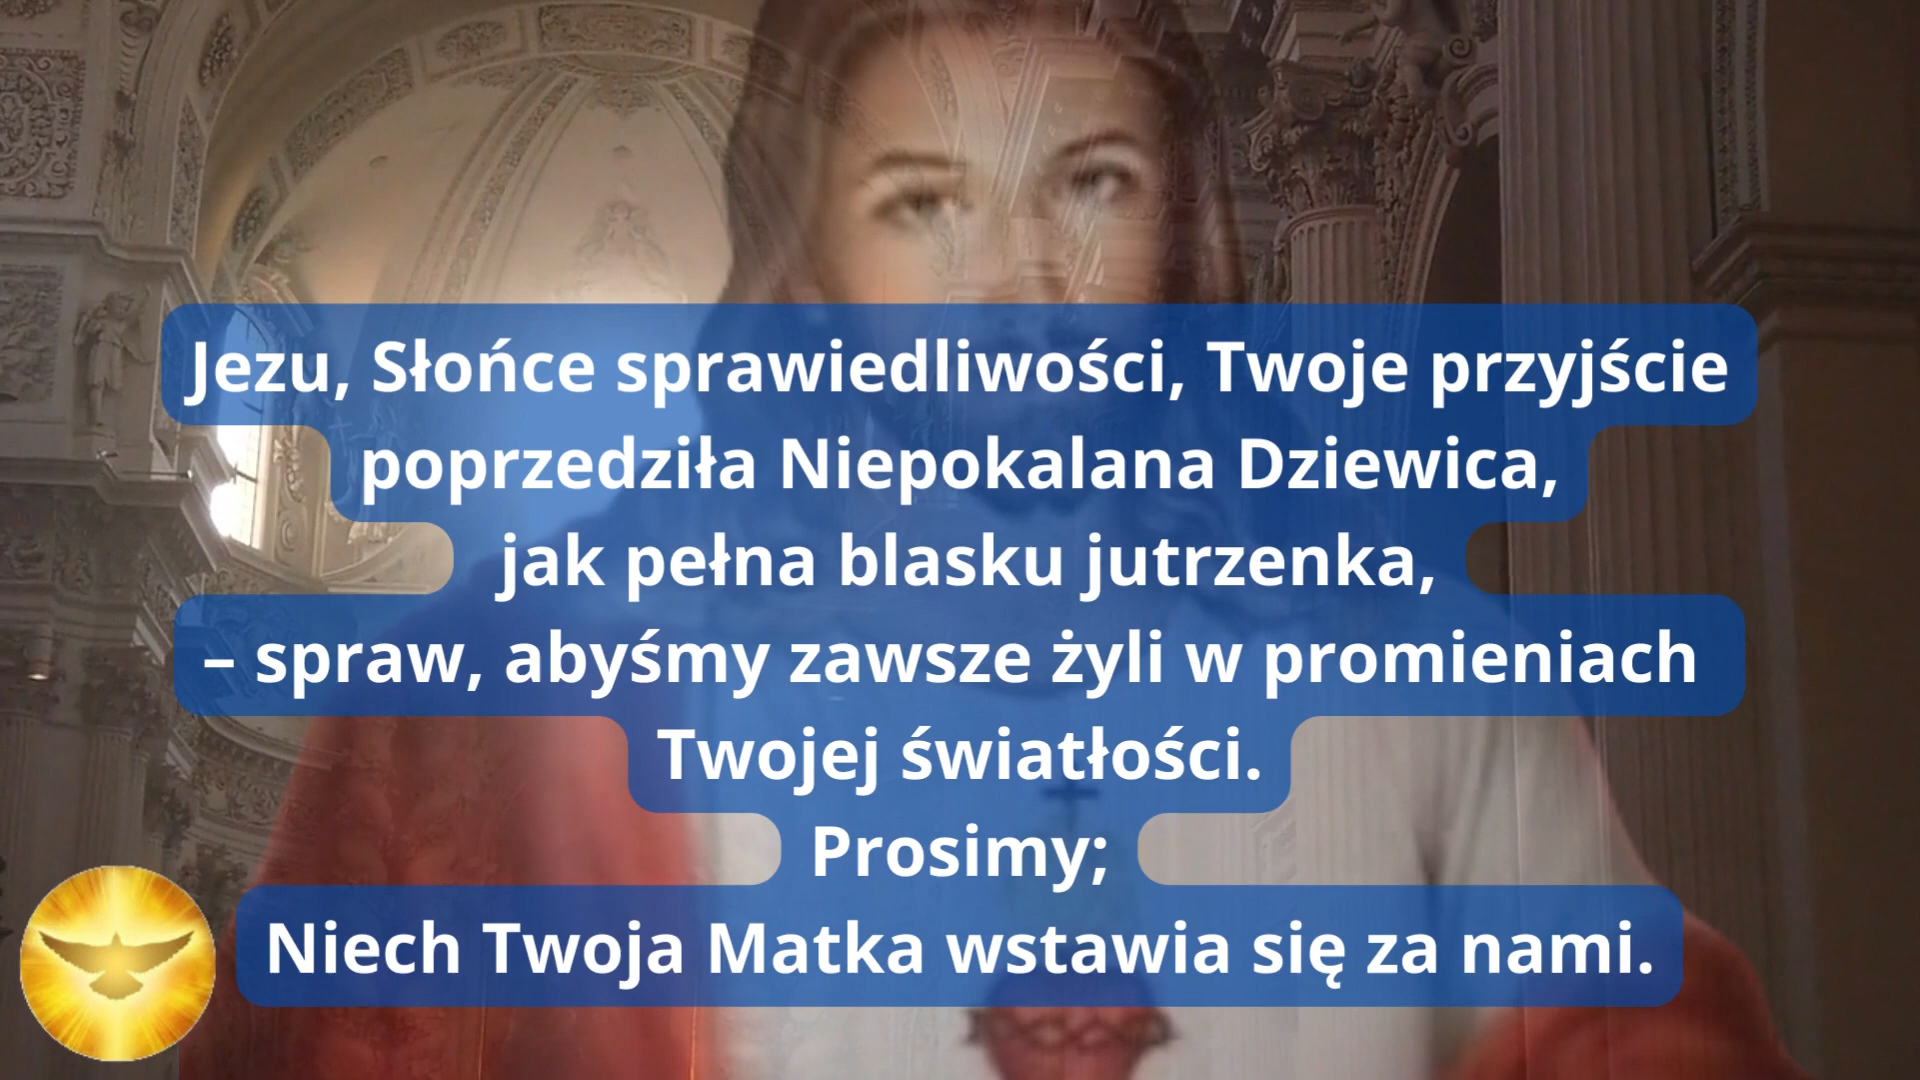 Jezu, Słońce sprawiedliwości, Twoje przyjście
poprzedziła Niepokalana Dziewica,
jak pełna blasku jutrzenka,
– spraw, abyśmy zawsze żyli w promieniach
Twojej światłości.
Prosimy;
Niech Twoja Matka wstawia się za nami.